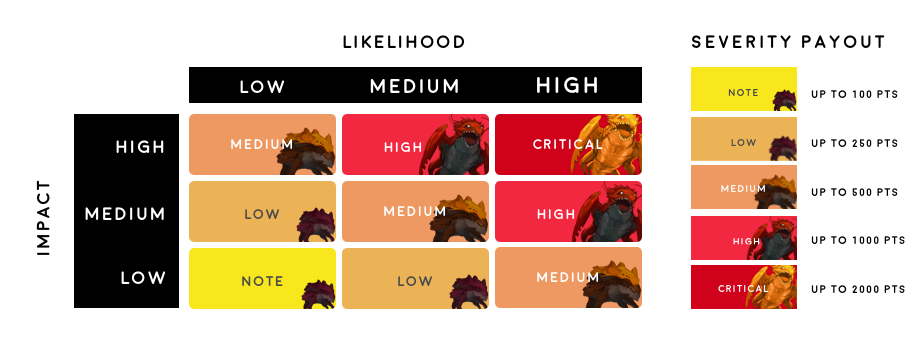 LIKELIHOOD
SEVERITY PAYOUT
LOW MEDIUM HIGH
IMPACT
HIGH MEDIUM HIGH CRITICAL
MEDIUM LOW MEDIUM HIGH
LOW NOTE LOW MEDIUM
NOTE UP TO 100 PTS
LOW UP TO 250 PTS
MEDIUM UP TO 500 PTS
HIGH UP TO 1000 PTS
CRITICAL UP TO 2000 PTS